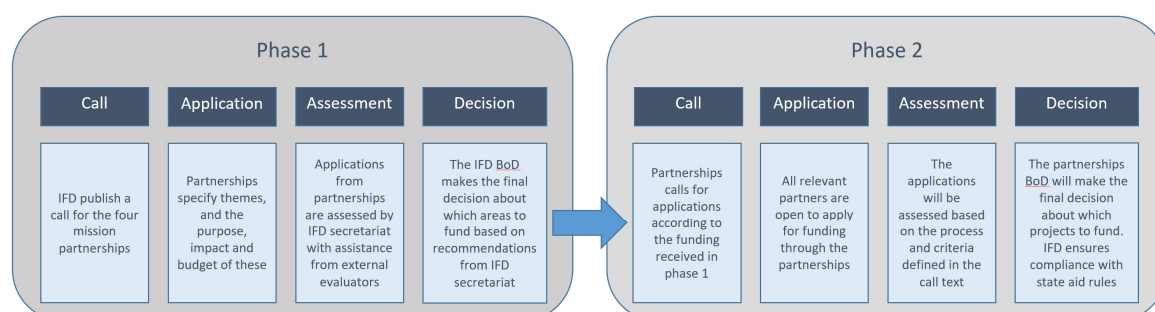 Phase 1
Call
IFD publish a
call for the four
mission
partnerships
Application
Partnerships
specify themes,
and the
purpose,
impact and
budget of these
Assessment
Applications
from
partnerships
are assessed by
IFD secretariat
with assistance
from external
evaluators
Decision
The IFD BoD
makes the final
decision about
which areas to
fund based on
recommendations
from IFD
secretariat
Phase 2
Call
Partnerships
calls for
applications
according to
the funding
received in
phase 1
Application
All relevant
partners are
open to apply
for funding
through the
partnerships
Assessment
The
applications
will be
assessed based
on the process
and criteria
defined in the
call text
Decision
The partnerships
BoD will make the
final decision
about which
projects to fund.
IFD ensures
compliance with
state aid rules